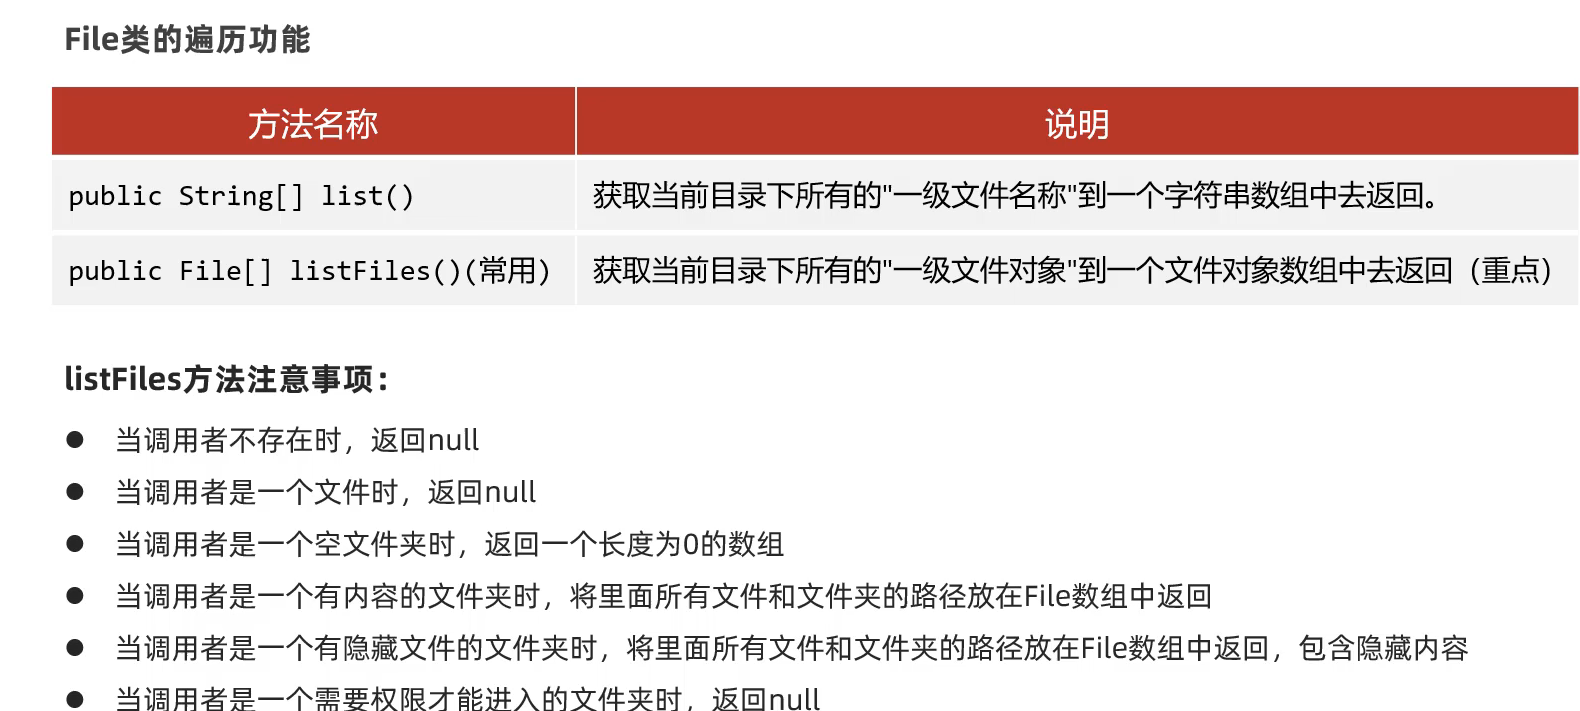 File类的遍历功能
方法名称 说明
public String[] list() 获取当前目录下所有的"一级文件名称"到一个字符串数组中去返回。
public File[] listFiles()(常用) 获取当前目录下所有的"一级文件对象"到一个文件对象数组中去返回（重点）
listFiles方法注意事项：
● 当调用者不存在时，返回null
● 当调用者是一个文件时，返回null
● 当调用者是一个空文件夹时，返回一个长度为0的数组
● 当调用者是一个有内容的文件夹时，将里面所有文件和文件夹的路径放在File数组中返回
● 当调用者是一个有隐藏文件的文件夹时，将里面所有文件和文件夹的路径放在File数组中返回，包含隐藏内容
● 当调用者是一个需要权限才能进入的文件夹时，返回null